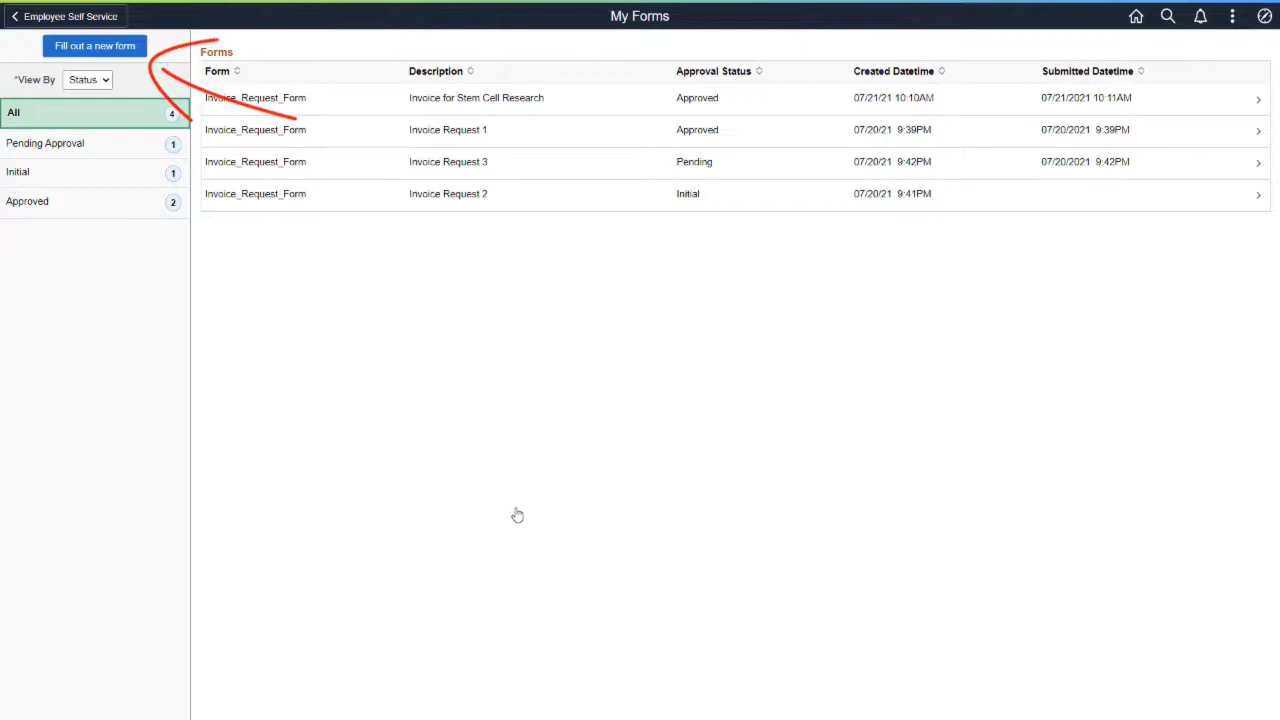 Employee Self Service
My Forms
Fill out a new form
*View By Status
All 4
Pending Approval 1
Initial 1
Approved 2
Forms
Form Description Approval Status Created Datetime Submitted Datetime
Invoice_Request_Form Invoice for Stem Cell Research Approved 07/21/21 10:10AM 07/21/2021 10:11AM
Invoice_Request_Form Invoice Request 1 Approved 07/20/21 9:39PM 07/20/2021 9:39PM
Invoice_Request_Form Invoice Request 3 Pending 07/20/21 9:42PM 07/20/2021 9:42PM
Invoice_Request_Form Invoice Request 2 Initial 07/20/21 9:41PM